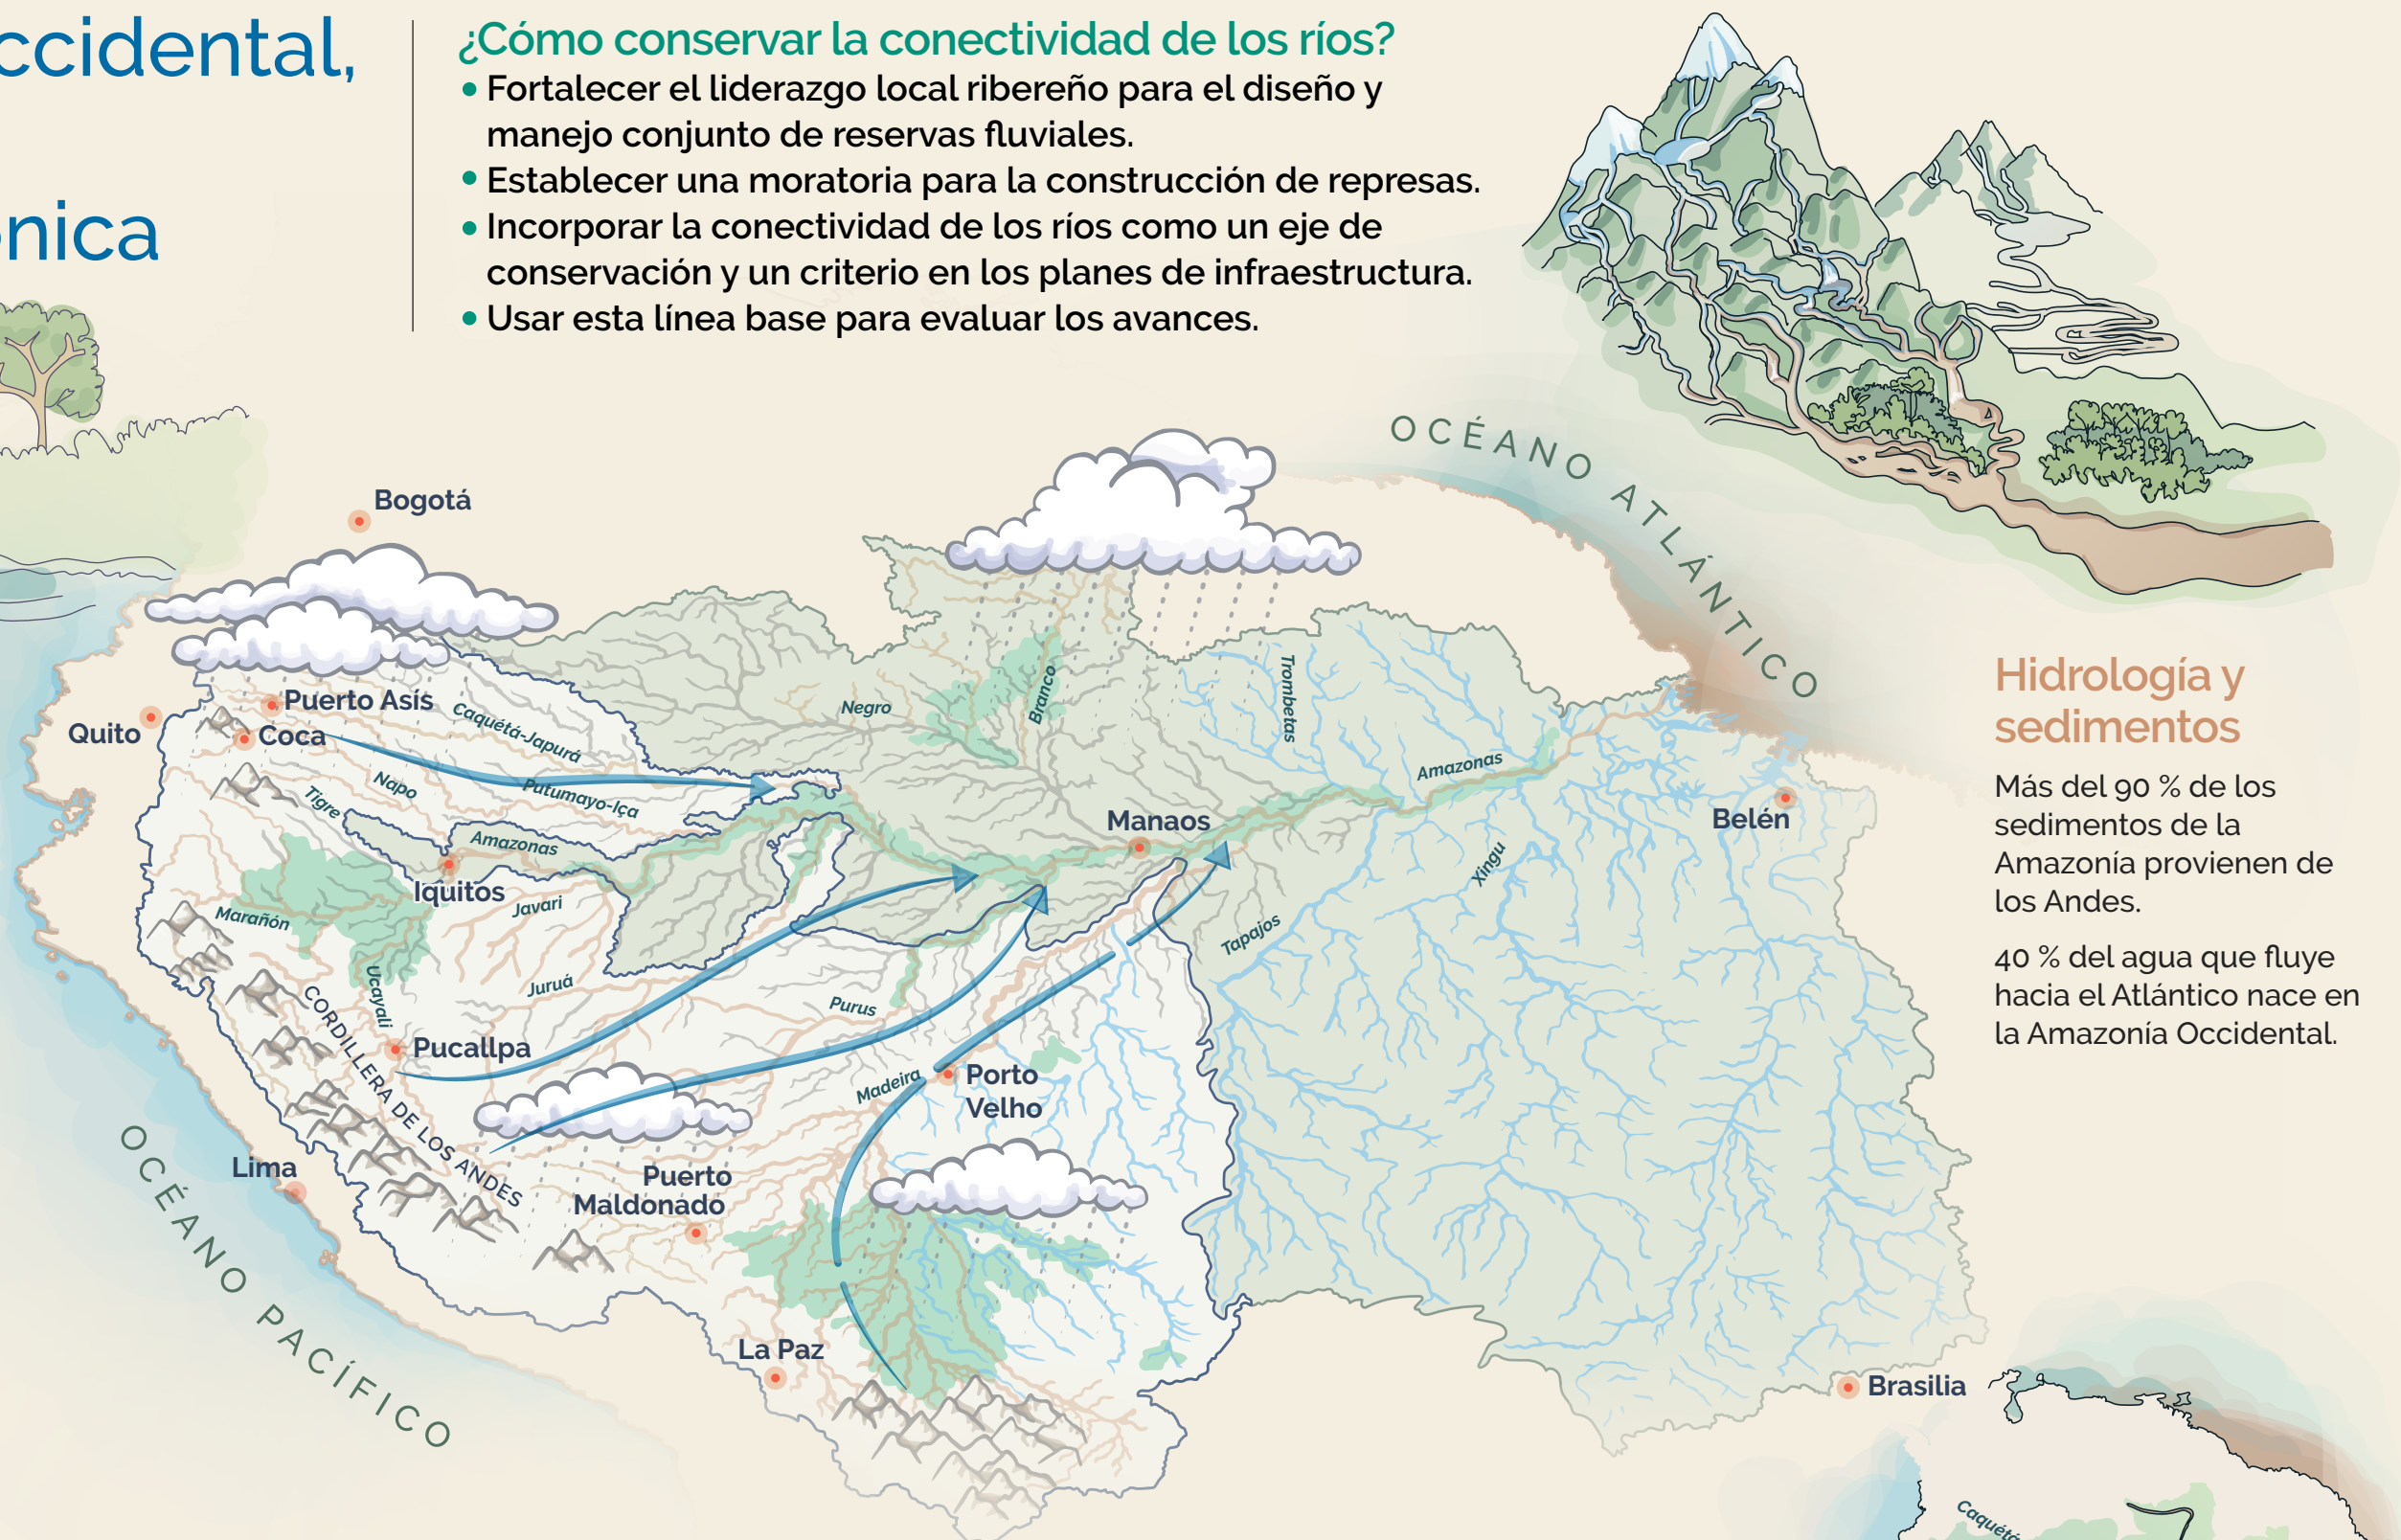 ccidental,
ónica
¿Cómo conservar la conectividad de los ríos?
• Fortalecer el liderazgo local ribereño para el diseño y
manejo conjunto de reservas fluviales.
• Establecer una moratoria para la construcción de represas.
• Incorporar la conectividad de los ríos como un eje de
conservación y un criterio en los planes de infraestructura.
• Usar esta línea base para evaluar los avances.
OCÉANO ATLÁNTICO
Bogotá
Puerto Asís
Quito
Coca
Caquétá-Japurá
Negro
Branco
Trombetas
Napo
Tigre
Putumayo-Iça
Amazonas
Amazonas
Manaos
Belén
Iquitos
Javari
Marañón
Xingu
Tapajos
Ucayali
Juruá
Purus
CORDILLERA DE LOS ANDES
Pucallpa
Madeira
Porto
Velho
Lima
Puerto
Maldonado
OCÉANO PACÍFICO
La Paz
Brasilia
Hidrología y
sedimentos
Más del 90 % de los
sedimentos de la
Amazonía provienen de
los Andes.
40 % del agua que fluye
hacia el Atlántico nace en
la Amazonía Occidental.
Caquétá